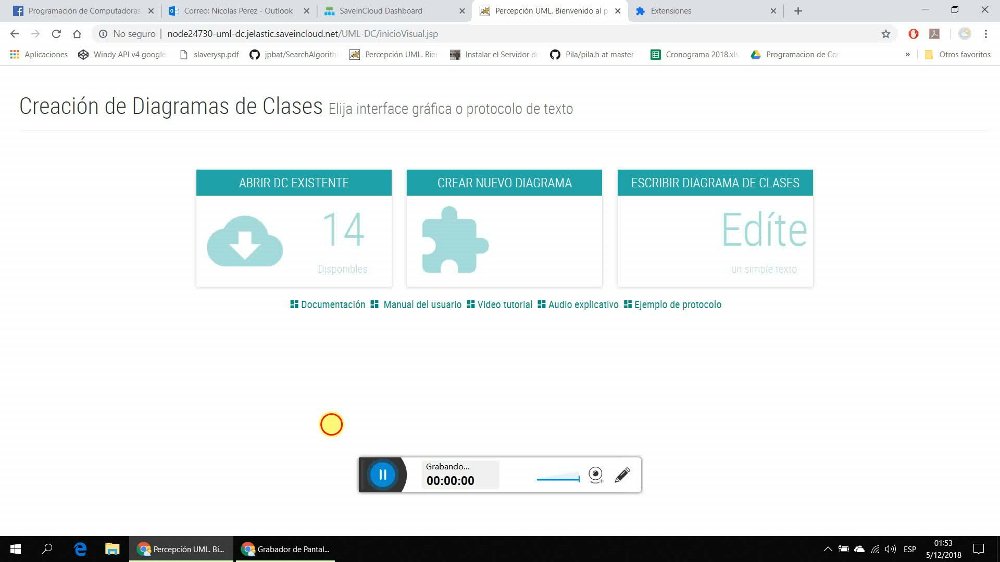 Programación de Computadoras
Correo: Nicolas Perez - Outlook
SaveInCloud Dashboard
Percepción UML. Bienvenido al p
Extensiones
No seguro | node24730-uml-dc.jelastic.saveincloud.net/UML-DC/inicioVisual.jsp
Aplicaciones
Windy API v4 google
slaverysp.pdf
jpbat/SearchAlgorith
Percepción UML. Bier
Instalar el Servidor de
Pila/pila.h at master
Cronograma 2018.xls
Programacion de Cor
»
Otros favoritos
Creación de Diagramas de Clases Elija interface gráfica o protocolo de texto
ABRIR DC EXISTENTE
14
Disponibles
CREAR NUEVO DIAGRAMA
ESCRIBIR DIAGRAMA DE CLASES
Edíte
un simple texto
Documentación Manual del usuario Video tutorial Audio explicativo Ejemplo de protocolo
Grabando...
00:00:00
Percepción UML. Bi...
Grabador de Pantal...
ESP
01:53
5/12/2018